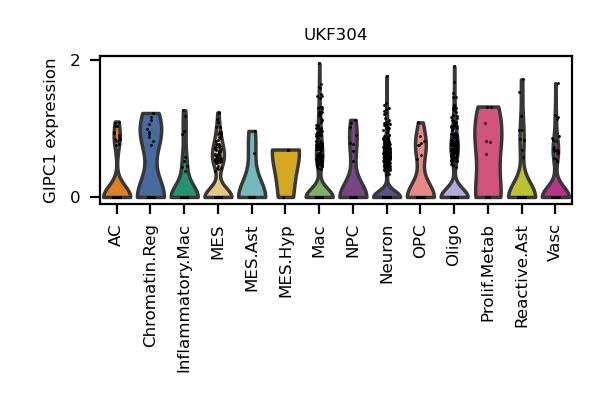 UKF304
GIPC1 expression
2
0
AC
Chromatin.Reg
Inflammatory.Mac
MES
MES.Ast
MES.Hyp
Mac
NPC
Neuron
OPC
Oligo
Prolif.Metab
Reactive.Ast
Vasc